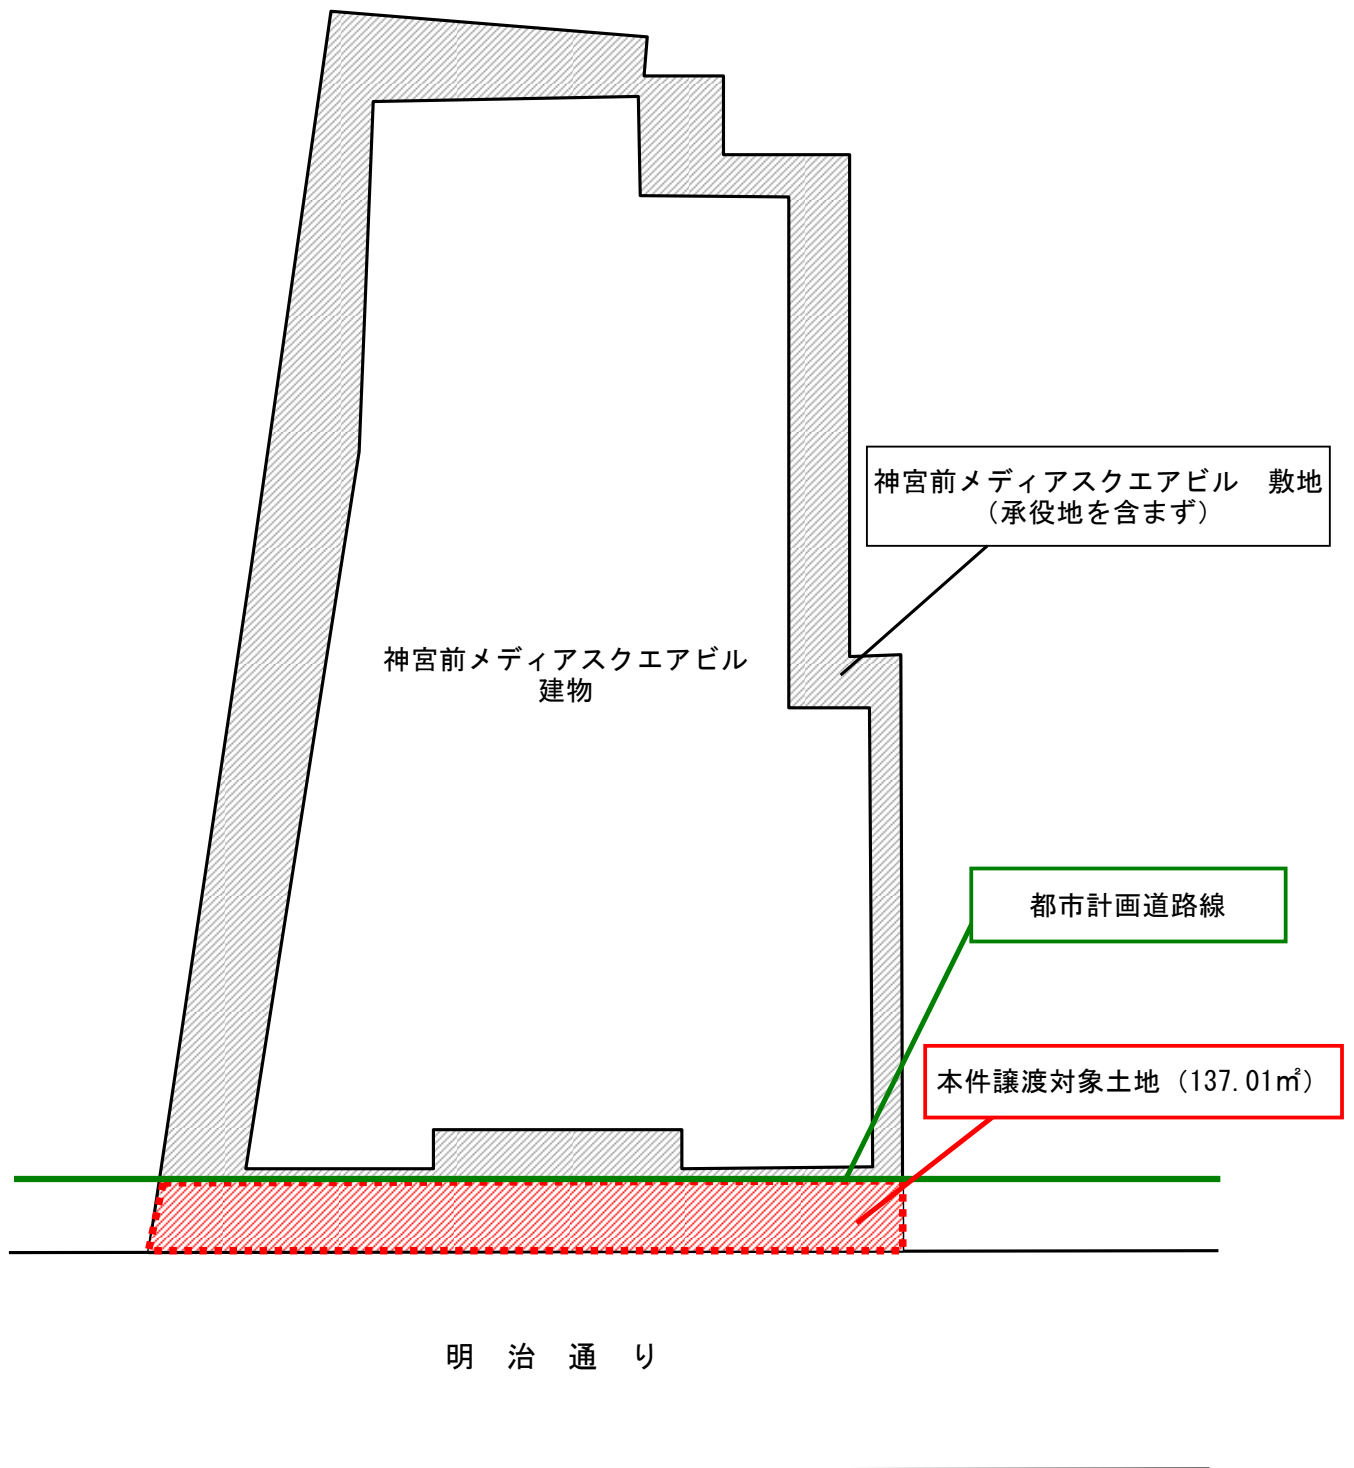 神宮前メディアスクエアビル　敷地
（承役地を含まず）
神宮前メディアスクエアビル
建物
都市計画道路線
本件譲渡対象土地（137.01㎡）
明　治　通　り